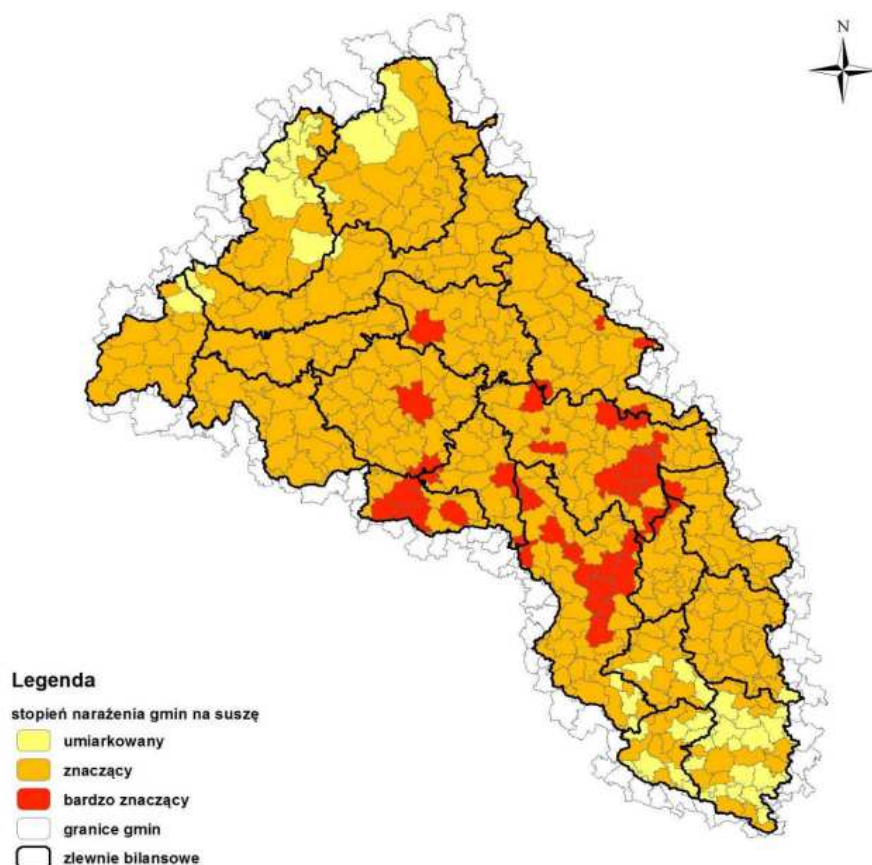 N
Legenda
stopień narażenia gmin na suszę
umiarkowany
znaczący
bardzo znaczący
granice gmin
zlewnie bilansowe